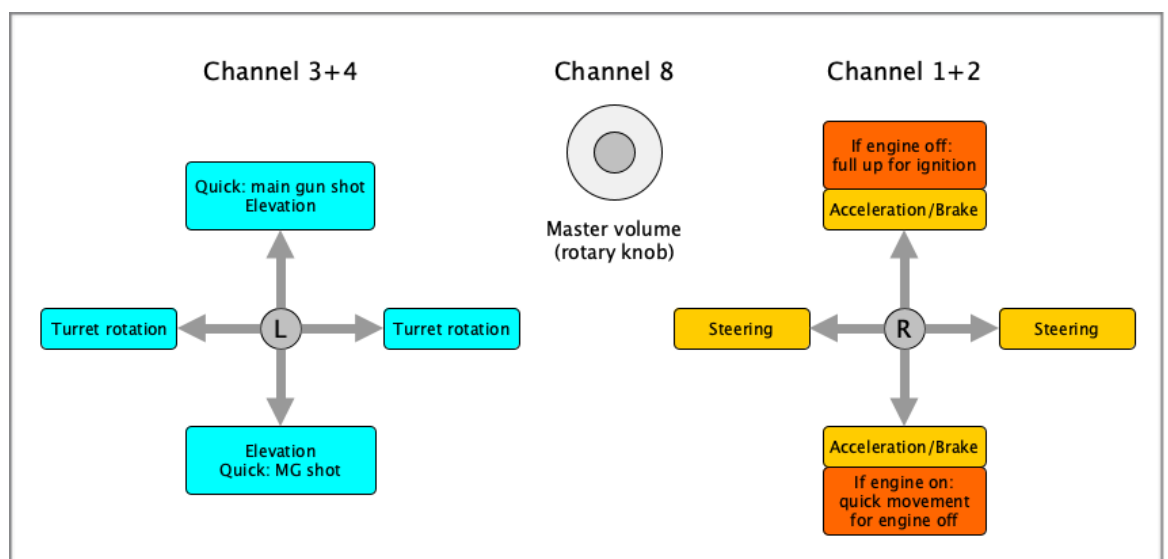 Channel 3+4
Channel 8
Channel 1+2
Quick: main gun shot
Elevation
Turret rotation
L
Turret rotation
Elevation
Quick: MG shot
Master volume
(rotary knob)
If engine off:
full up for ignition
Acceleration/Brake
Steering
R
Steering
Acceleration/Brake
If engine on:
quick movement
for engine off